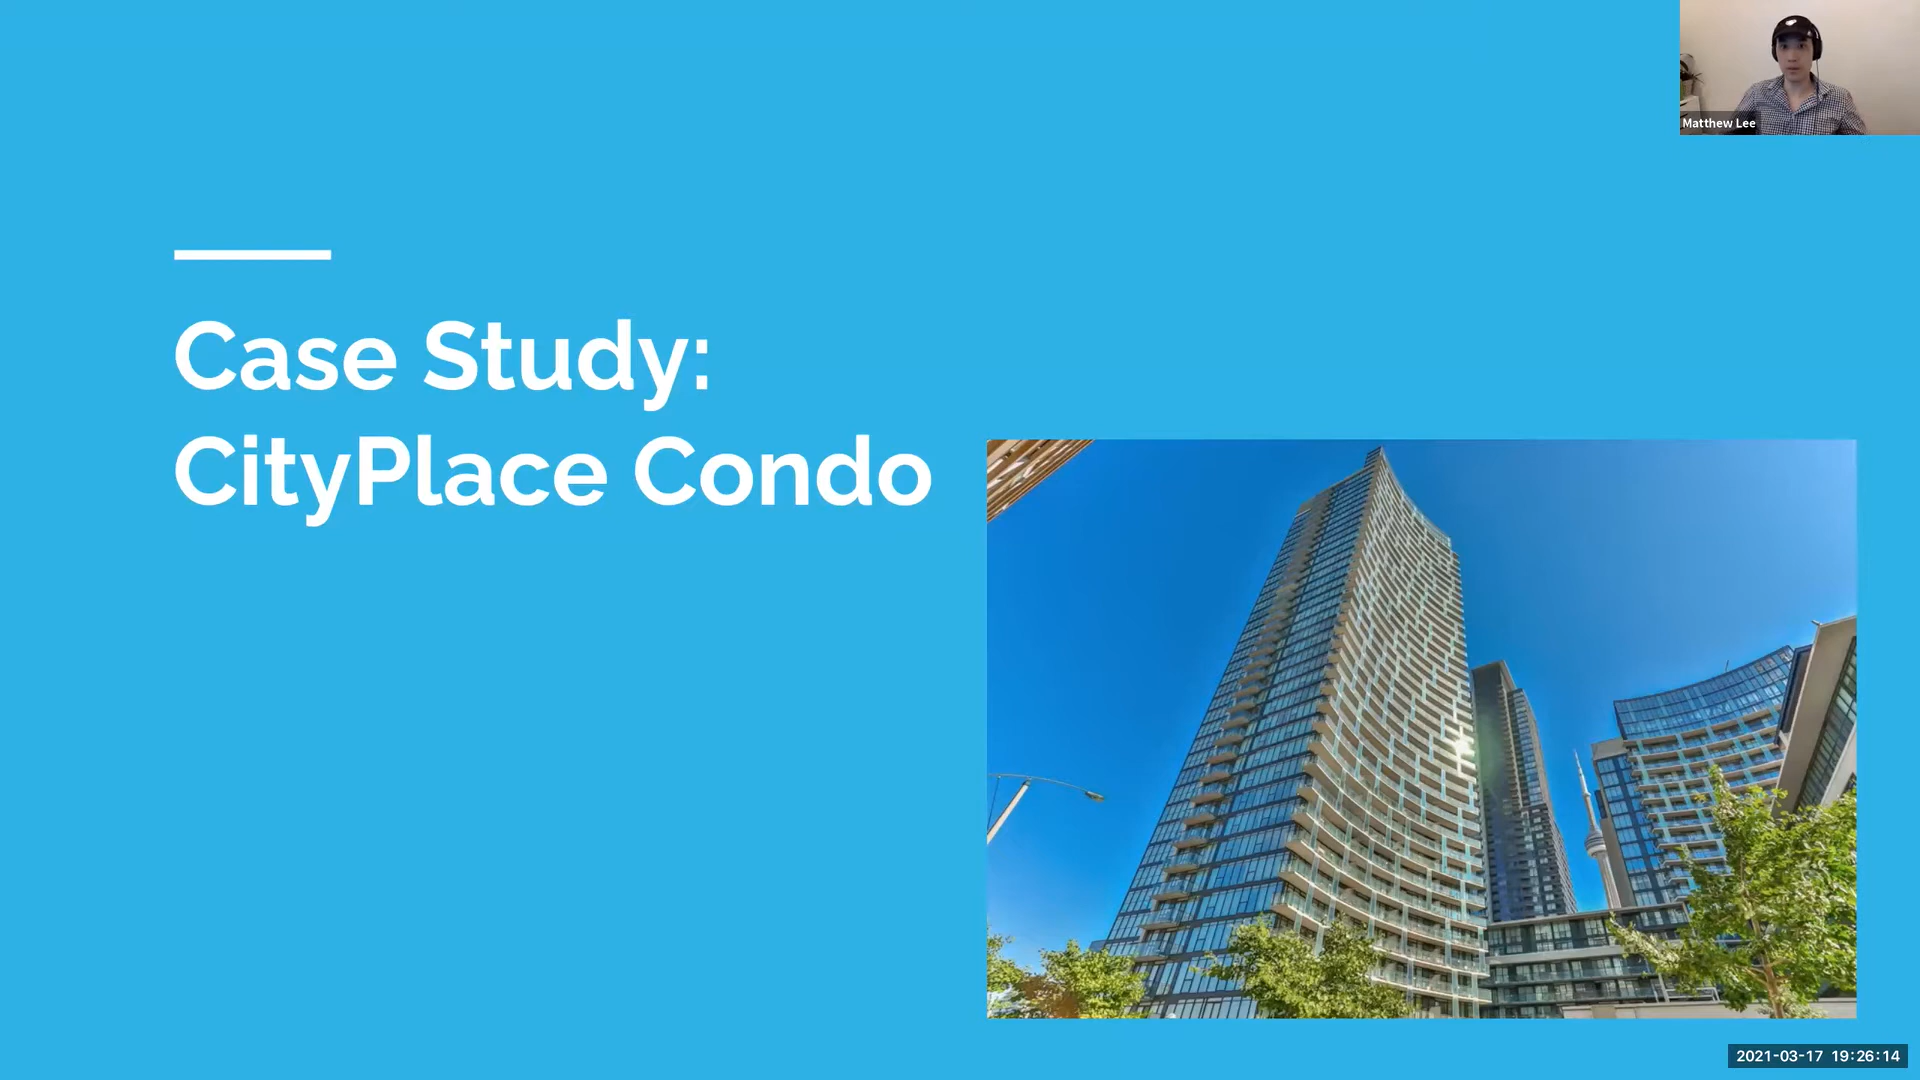 Matthew Lee
Case Study:
CityPlace Condo
2021-03-17 19:26:14